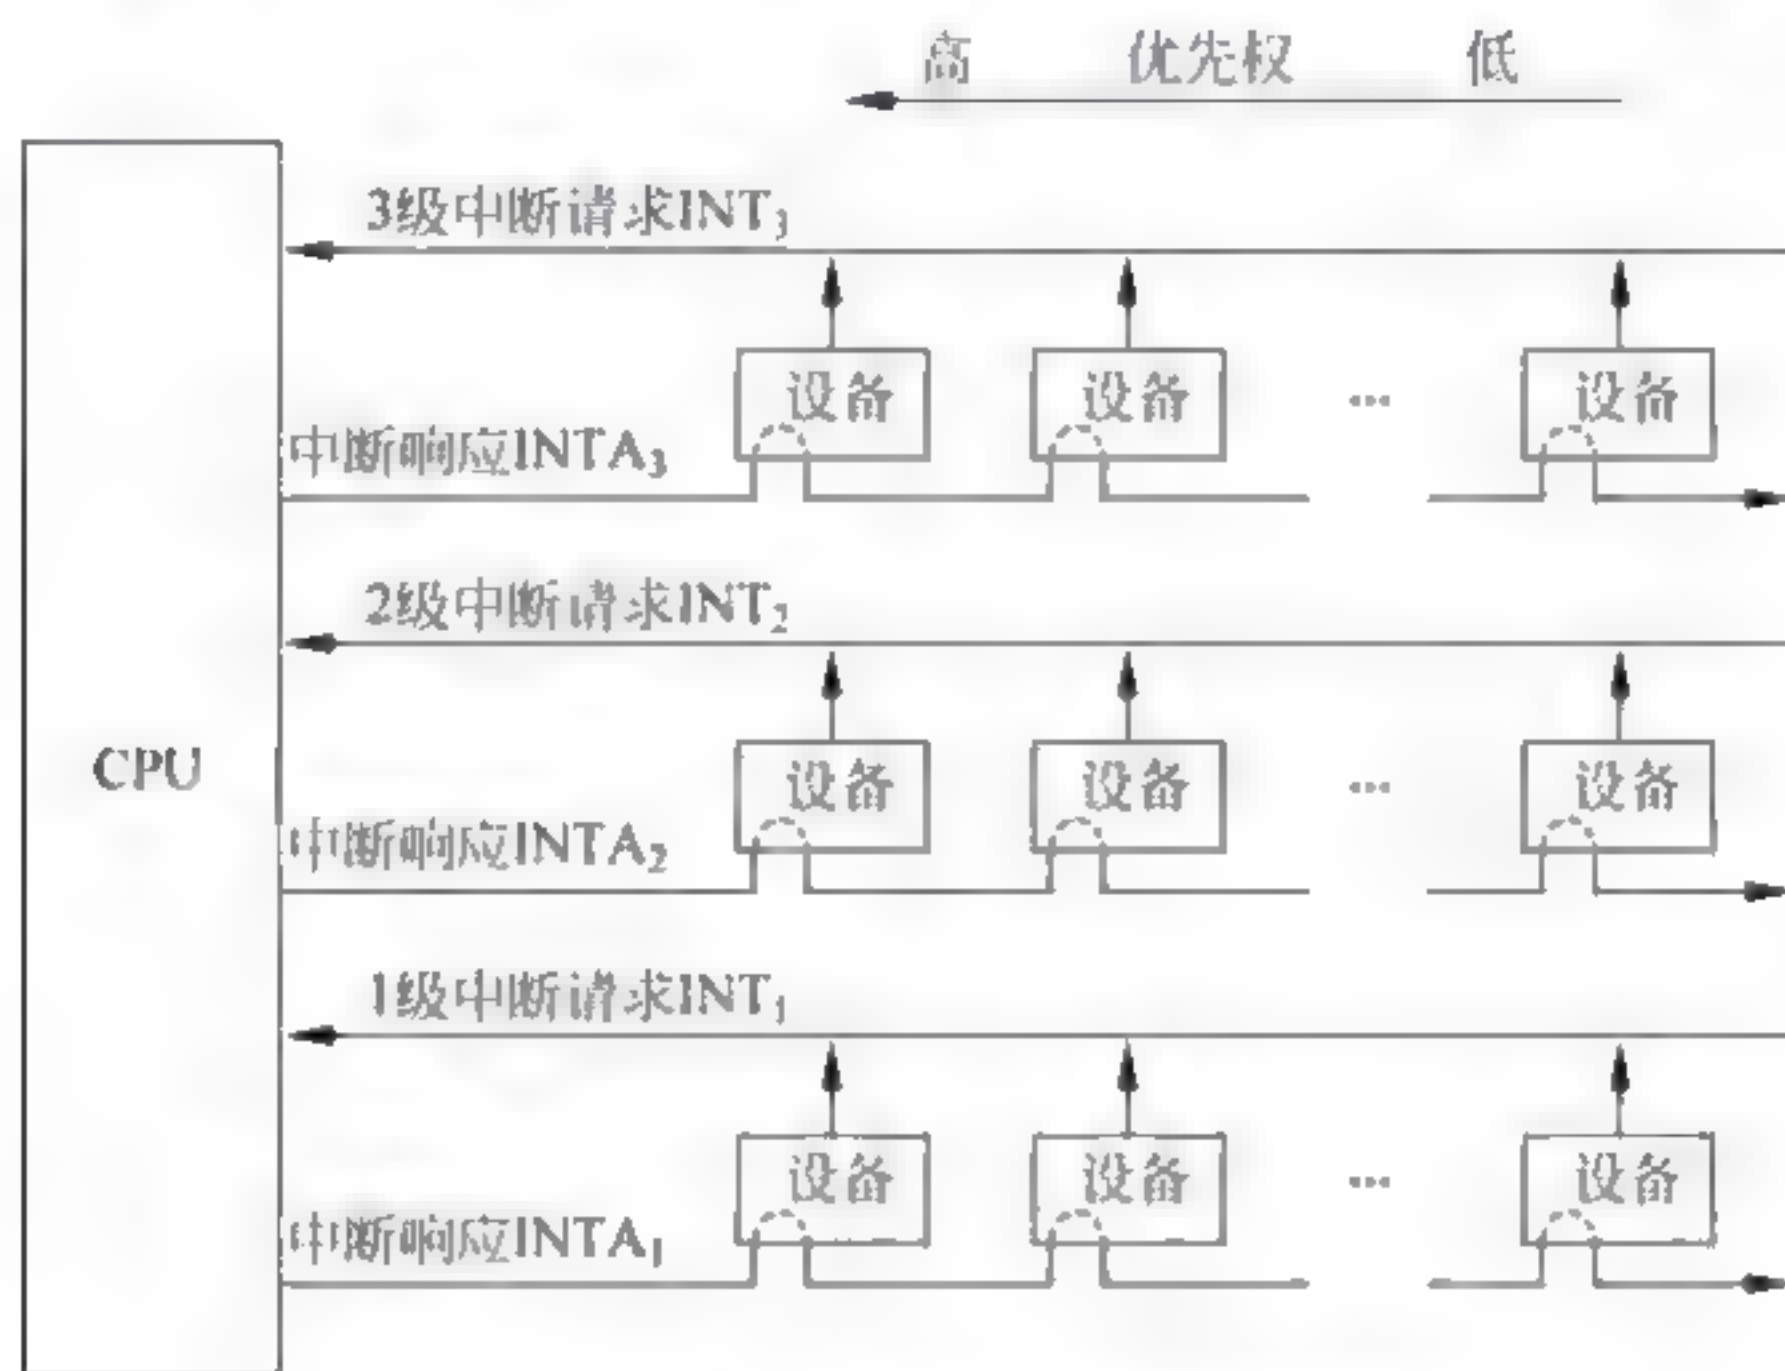 高 优先权 低
3级中断请求INT₃
设备 设备 … 设备
中断响应INTA₃
2级中断请求INT₂
CPU
设备 设备 … 设备
中断响应INTA₂
1级中断请求INT₁
设备 设备 … 设备
中断响应INTA₁